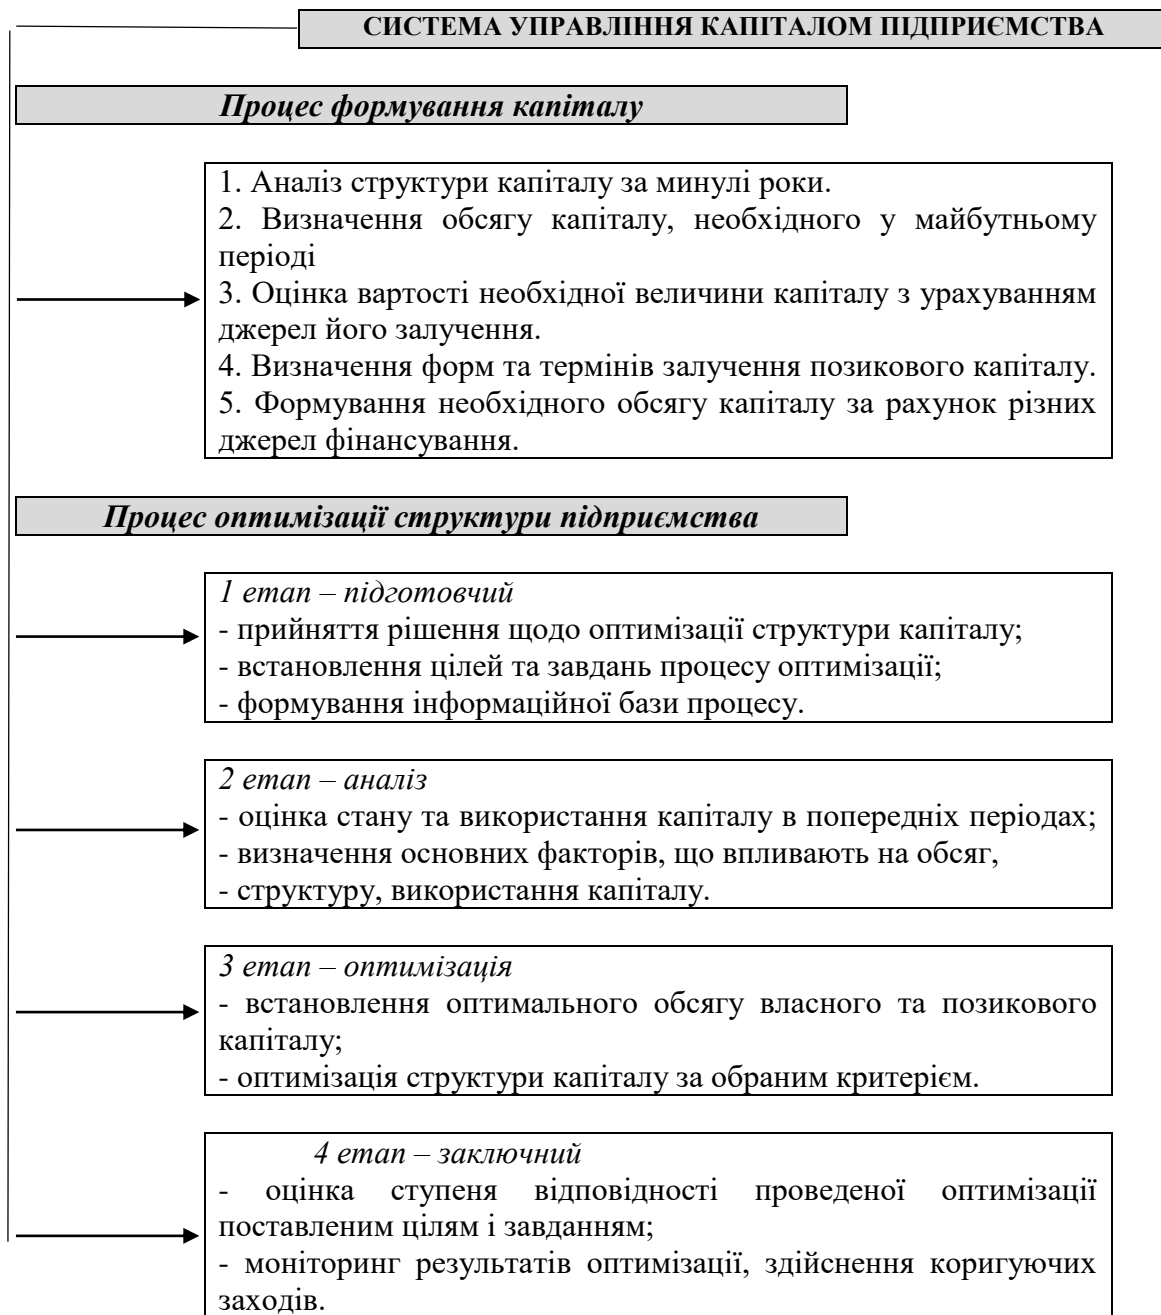 СИСТЕМА УПРАВЛІННЯ КАПІТАЛОМ ПІДПРИЄМСТВА
Процес формування капіталу
1. Аналіз структури капіталу за минулі роки.
2. Визначення обсягу капіталу, необхідного у майбутньому
періоді
3. Оцінка вартості необхідної величини капіталу з урахуванням
джерел його залучення.
4. Визначення форм та термінів залучення позикового капіталу.
5. Формування необхідного обсягу капіталу за рахунок різних
джерел фінансування.
Процес оптимізації структури підприємства
1 етап – підготовчий
- прийняття рішення щодо оптимізації структури капіталу;
- встановлення цілей та завдань процесу оптимізації;
- формування інформаційної бази процесу.
2 етап – аналіз
- оцінка стану та використання капіталу в попередніх періодах;
- визначення основних факторів, що впливають на обсяг,
- структуру, використання капіталу.
3 етап – оптимізація
- встановлення оптимального обсягу власного та позикового
капіталу;
- оптимізація структури капіталу за обраним критерієм.
4 етап – заключний
- оцінка ступеня відповідності проведеної оптимізації
поставленим цілям і завданням;
- моніторинг результатів оптимізації, здійснення коригуючих
заходів.